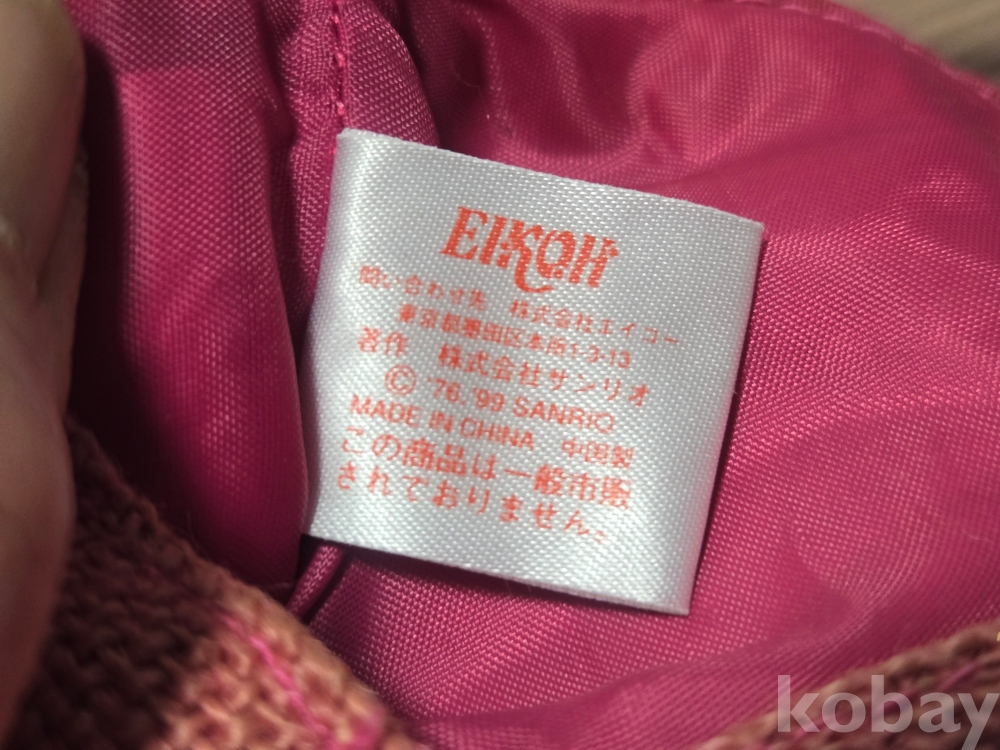 EIKOH
問い合わせ先 株式会社エイコー
東京都墨田区本所1-3-13
著作 株式会社サンリオ
© '76, '99 SANRIO
MADE IN CHINA 中国製
この商品は一般市販
されておりません。
kobay